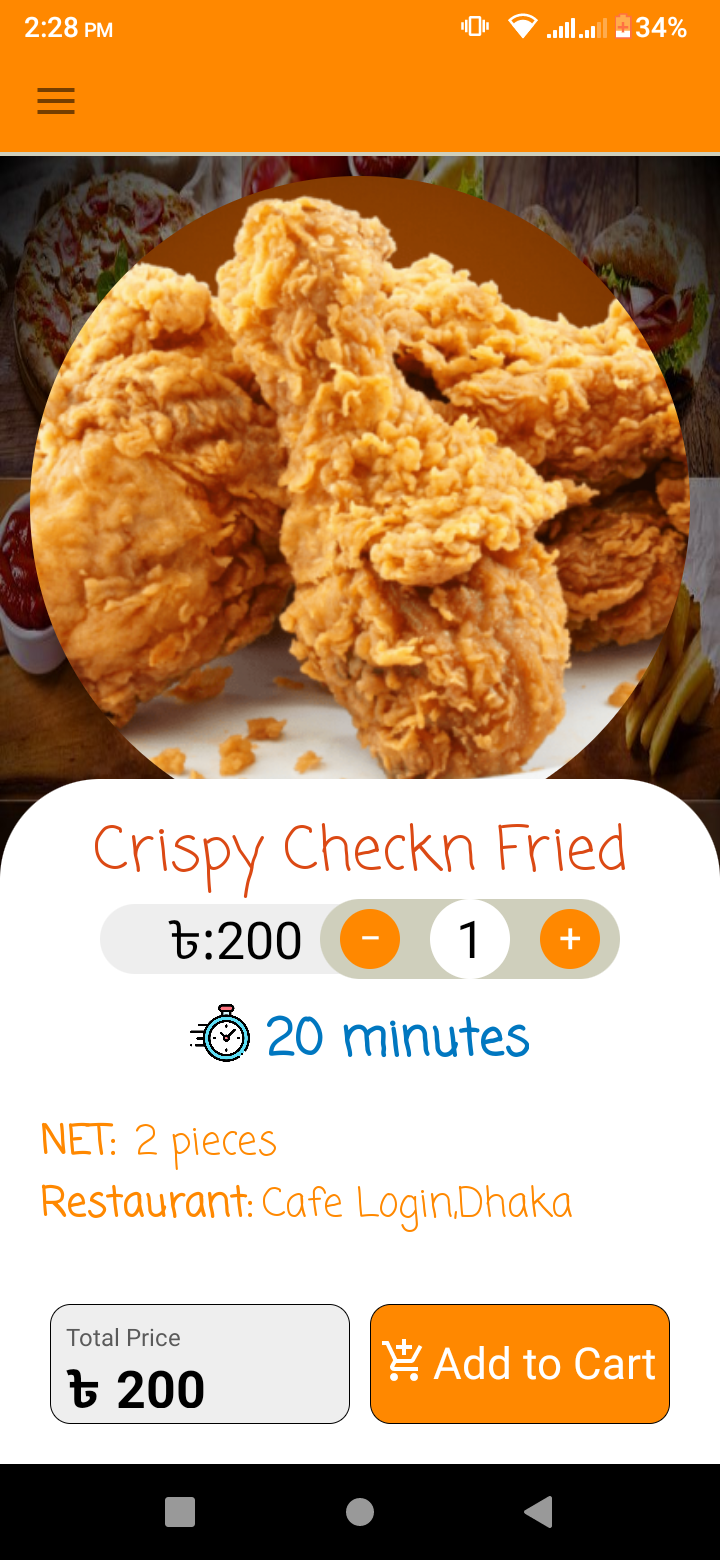 2:28 PM 34%
Crispy Checkn Fried
৳:200 − 1 +
20 minutes
NET: 2 pieces
Restaurant: Cafe Login,Dhaka
Total Price
৳ 200
Add to Cart